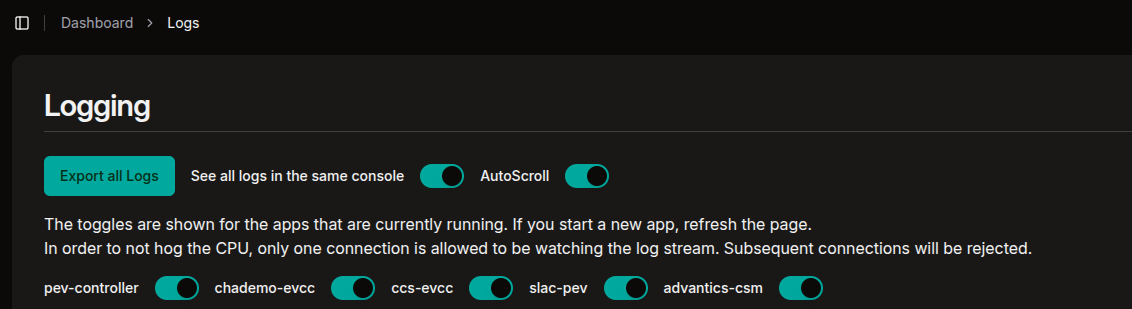 Dashboard > Logs
Logging
Export all Logs See all logs in the same console AutoScroll
The toggles are shown for the apps that are currently running. If you start a new app, refresh the page.
In order to not hog the CPU, only one connection is allowed to be watching the log stream. Subsequent connections will be rejected.
pev-controller chademo-evcc ccs-evcc slac-pev advantics-csm